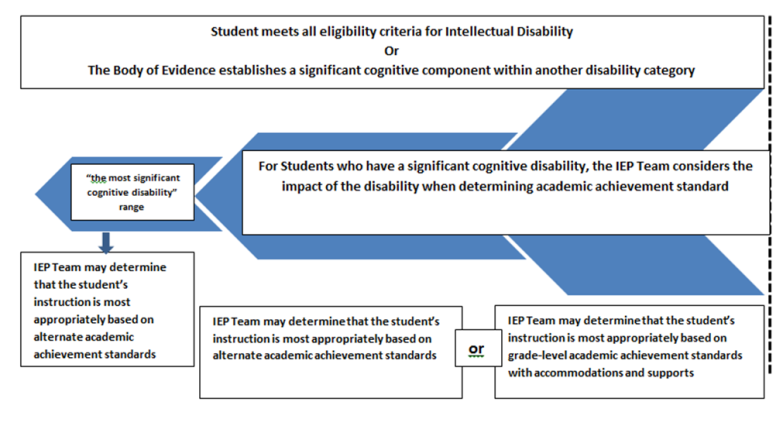 Student meets all eligibility criteria for Intellectual Disability
Or
The Body of Evidence establishes a significant cognitive component within another disability category
For Students who have a significant cognitive disability, the IEP Team considers the
impact of the disability when determining academic achievement standard
“the most significant
cognitive disability”
range
IEP Team may determine
that the student’s
instruction is most
appropriately based on
alternate academic
achievement standards
IEP Team may determine that the student’s
instruction is most appropriately based on
alternate academic achievement standards
or
IEP Team may determine that the student’s
instruction is most appropriately based on
grade-level academic achievement standards
with accommodations and supports